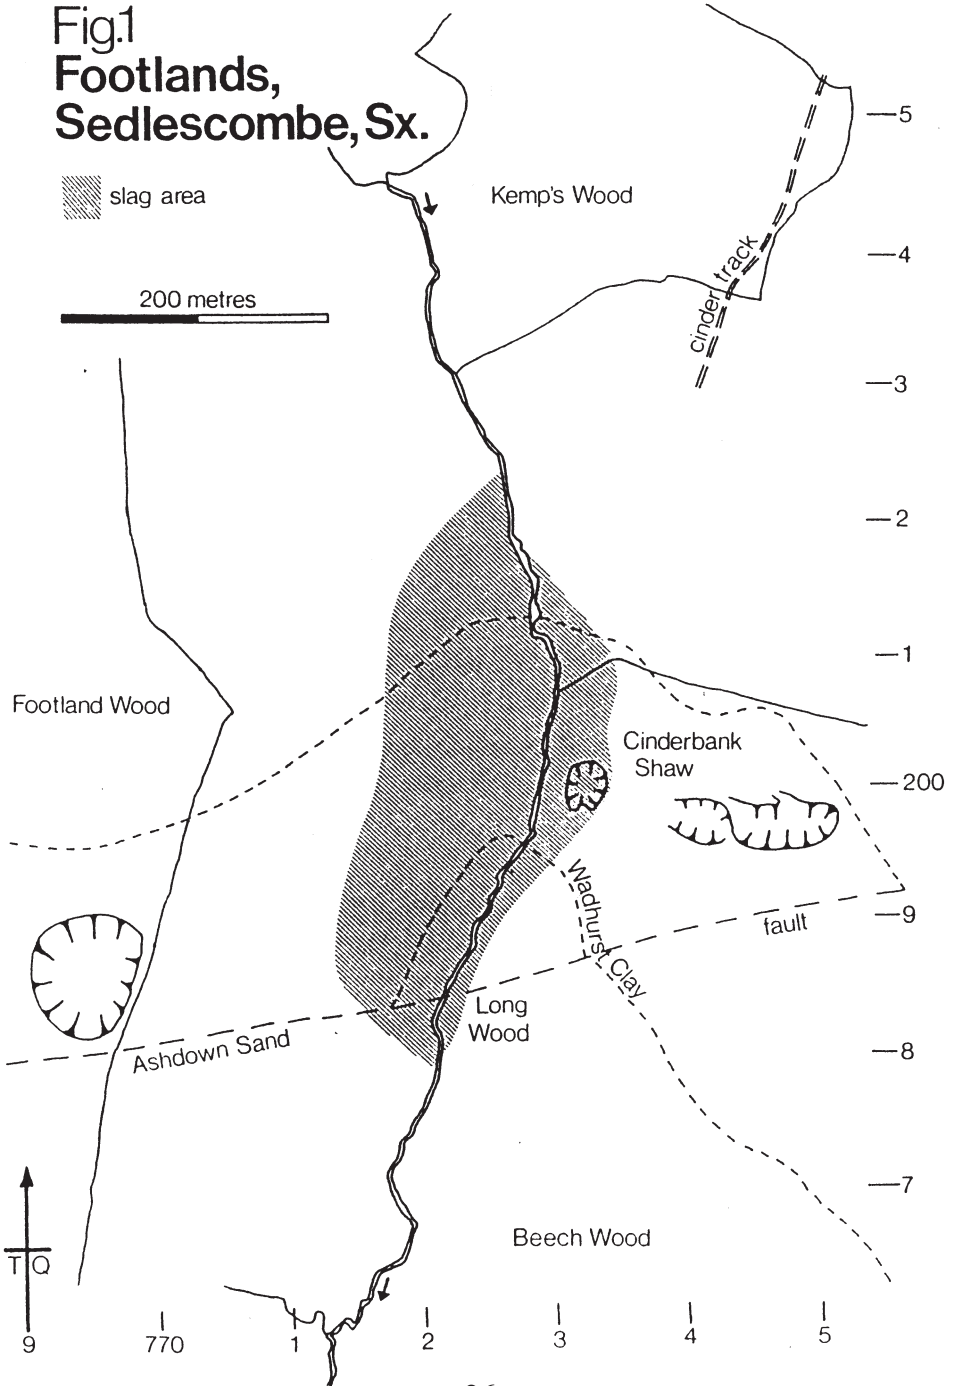 Fig.1
Footlands,
Sedlescombe, Sx.
slag area
200 metres
Kemp's Wood
cinder track
5
4
3
2
1
200
9
8
7
Footland Wood
Cinderbank
Shaw
Wadhurst Clay
fault
Long
Wood
Ashdown Sand
Beech Wood
TQ
9
770
1
2
3
4
5